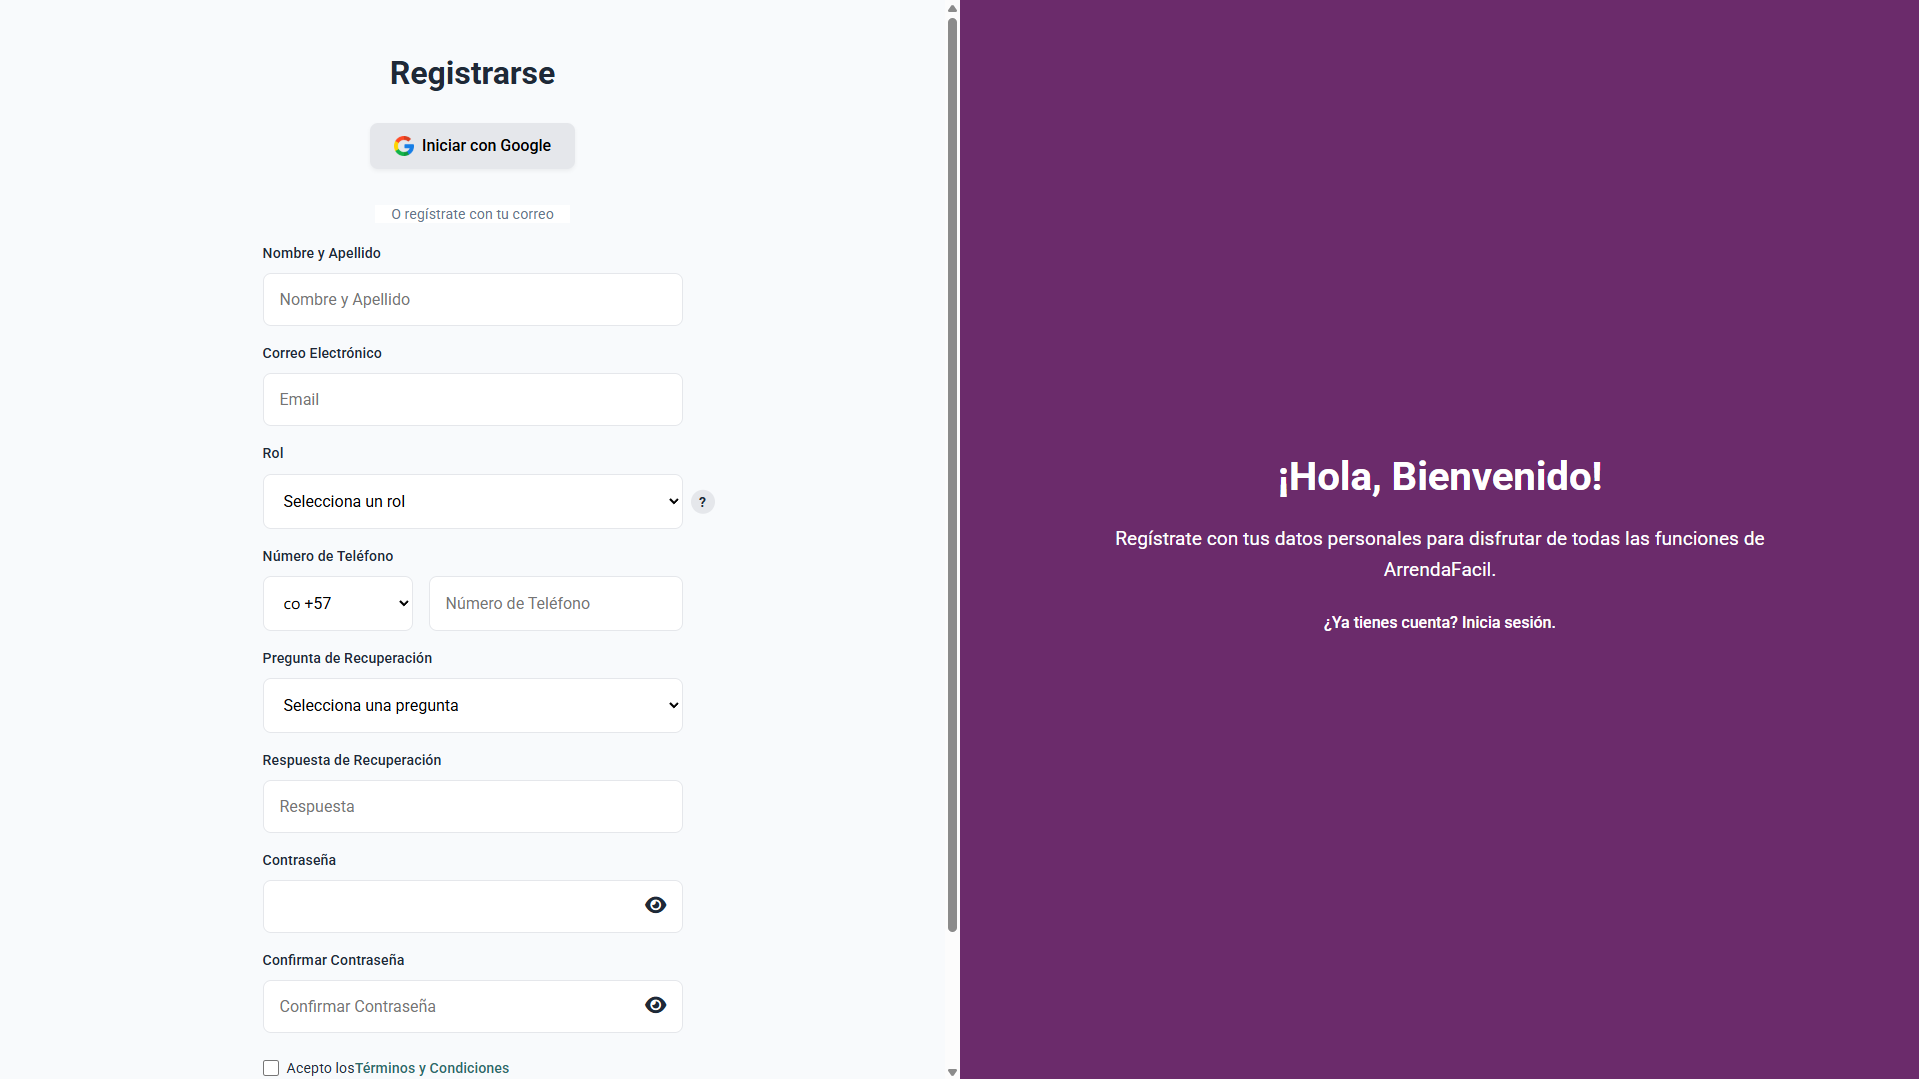 Registrarse
Iniciar con Google
O regístrate con tu correo
Nombre y Apellido
Nombre y Apellido
Correo Electrónico
Email
Rol
Selecciona un rol
?
Número de Teléfono
co +57
Número de Teléfono
Pregunta de Recuperación
Selecciona una pregunta
Respuesta de Recuperación
Respuesta
Contraseña
Confirmar Contraseña
Confirmar Contraseña
Acepto losTérminos y Condiciones
¡Hola, Bienvenido!
Regístrate con tus datos personales para disfrutar de todas las funciones de
ArrendaFacil.
¿Ya tienes cuenta? Inicia sesión.